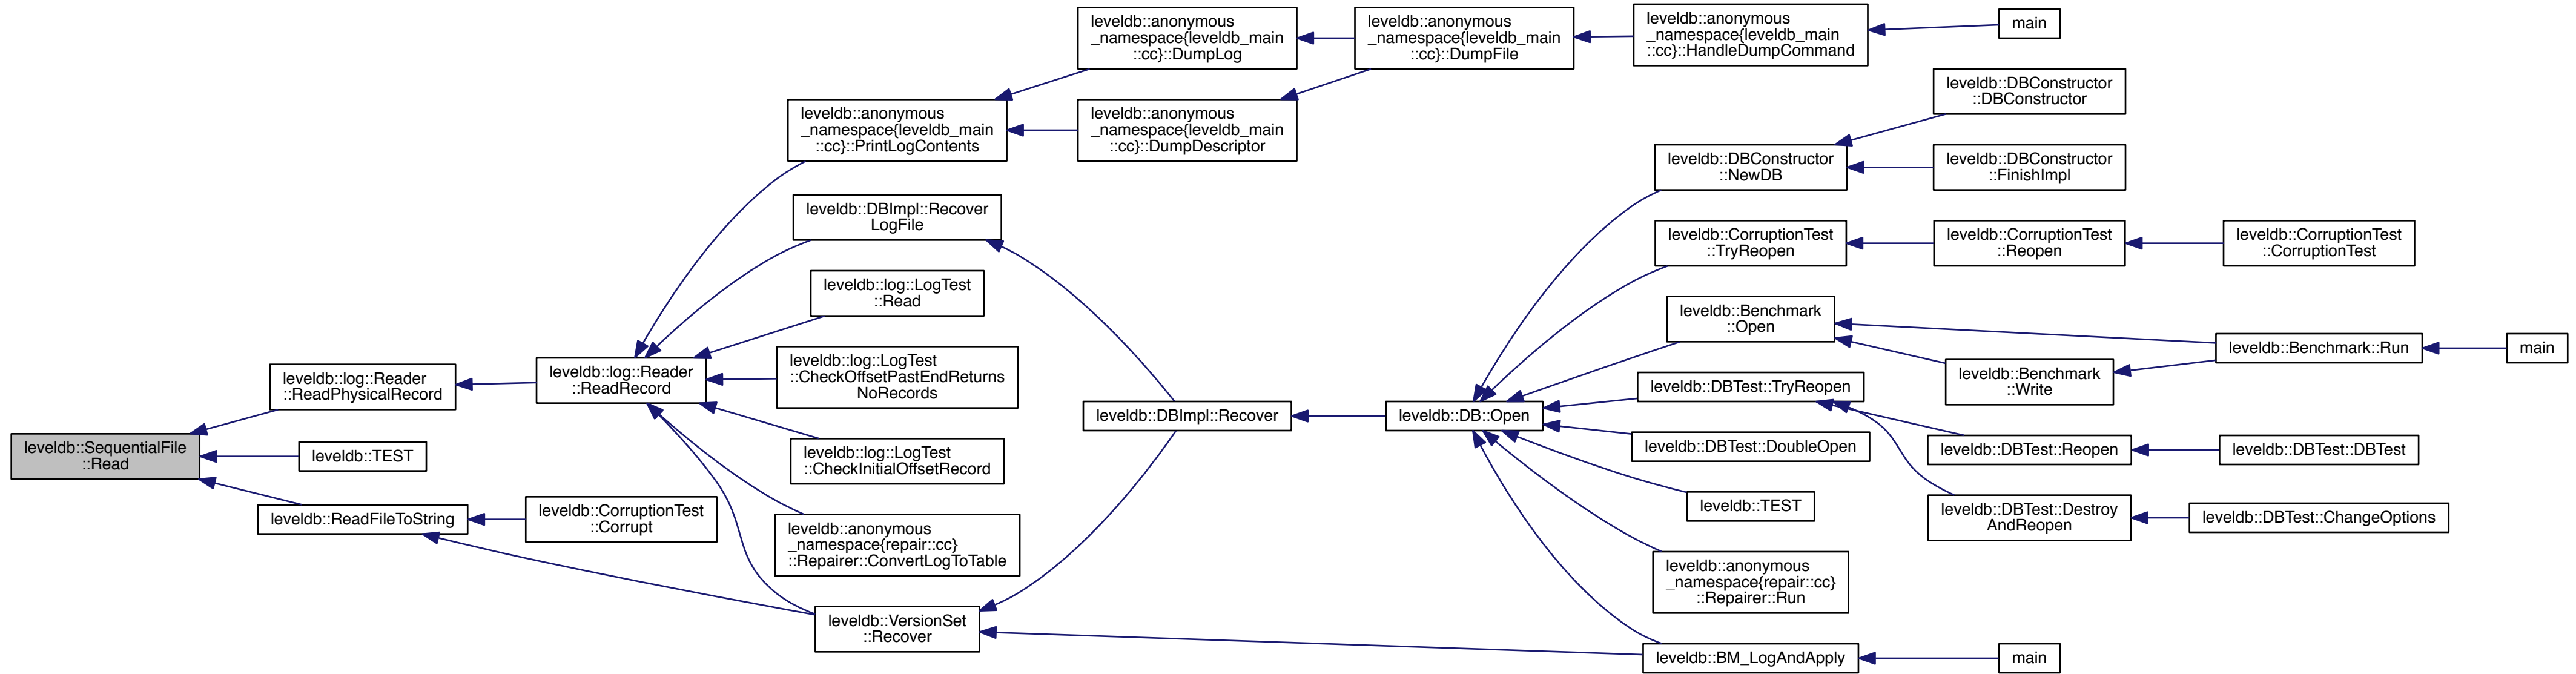 leveldb::SequentialFile
::Read
leveldb::log::Reader
::ReadPhysicalRecord
leveldb::TEST
leveldb::ReadFileToString
leveldb::log::Reader
::ReadRecord
leveldb::CorruptionTest
::Corrupt
leveldb::anonymous
_namespace{leveldb_main
::cc}::PrintLogContents
leveldb::DBImpl::Recover
LogFile
leveldb::log::LogTest
::Read
leveldb::log::LogTest
::CheckOffsetPastEndReturns
NoRecords
leveldb::log::LogTest
::CheckInitialOffsetRecord
leveldb::anonymous
_namespace{repair::cc}
::Repairer::ConvertLogToTable
leveldb::VersionSet
::Recover
leveldb::anonymous
_namespace{leveldb_main
::cc}::DumpLog
leveldb::anonymous
_namespace{leveldb_main
::cc}::DumpDescriptor
leveldb::DBImpl::Recover
leveldb::anonymous
_namespace{leveldb_main
::cc}::DumpFile
leveldb::DB::Open
leveldb::anonymous
_namespace{leveldb_main
::cc}::HandleDumpCommand
leveldb::DBConstructor
::NewDB
leveldb::CorruptionTest
::TryReopen
leveldb::Benchmark
::Open
leveldb::DBTest::TryReopen
leveldb::DBTest::DoubleOpen
leveldb::TEST
leveldb::anonymous
_namespace{repair::cc}
::Repairer::Run
leveldb::BM_LogAndApply
main
leveldb::DBConstructor
::DBConstructor
leveldb::DBConstructor
::FinishImpl
leveldb::CorruptionTest
::Reopen
leveldb::Benchmark
::Write
leveldb::DBTest::Reopen
leveldb::DBTest::Destroy
AndReopen
main
leveldb::CorruptionTest
::CorruptionTest
leveldb::Benchmark::Run
leveldb::DBTest::DBTest
leveldb::DBTest::ChangeOptions
main